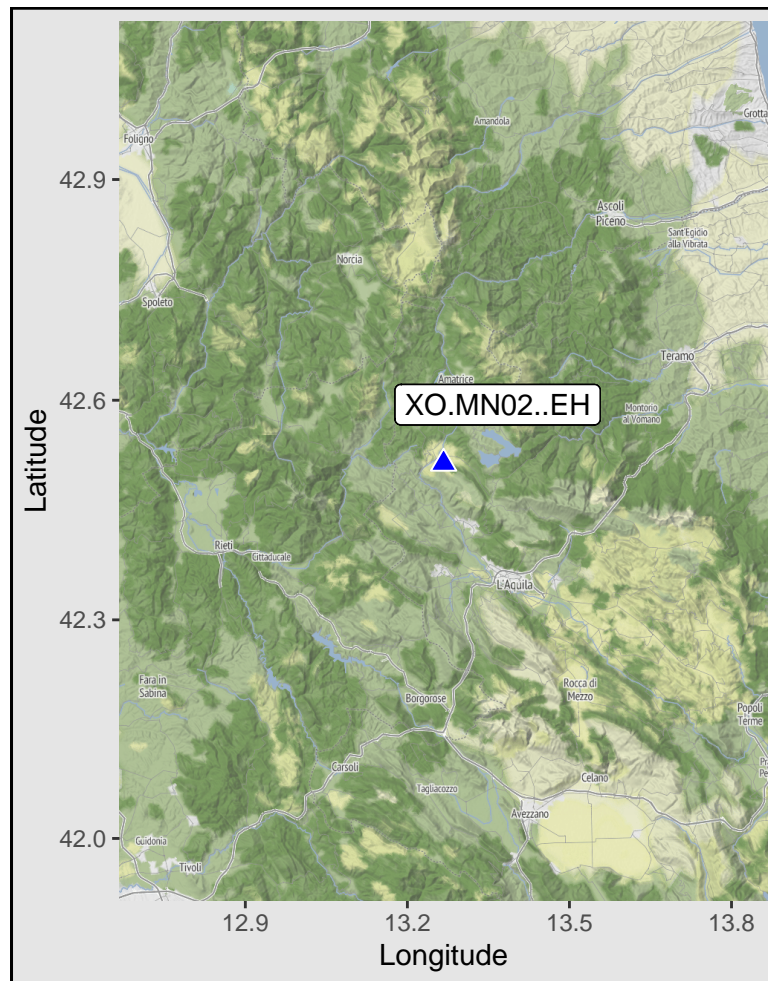 Grotta
Foligno
Amandola
42.9
Ascoli
Piceno
Sant'Egidio
alla Vibrata
Norcia
Spoleto
Teramo
Amatrice
42.6
XO.MN02..EH
Montorio
al Vomano
Latitude
Rieti
Cittaducale
L'Aquila
42.3
Fara in
Sabina
Rocca di
Mezzo
Borgorose
Popoli
Terme
Carsoli
Pr
Pe
Celano
Tagliacozzo
Avezzano
42.0
Guidonia
Tivoli
12.9
13.2
13.5
13.8
Longitude